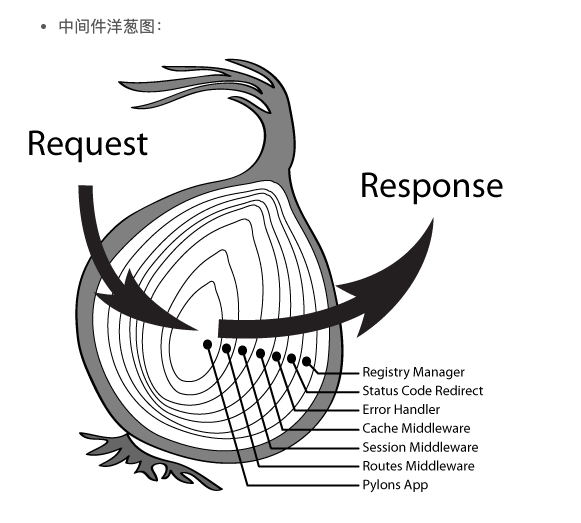 中间件洋葱图：
Request
Response
Registry Manager
Status Code Redirect
Error Handler
Cache Middleware
Session Middleware
Routes Middleware
Pylons App